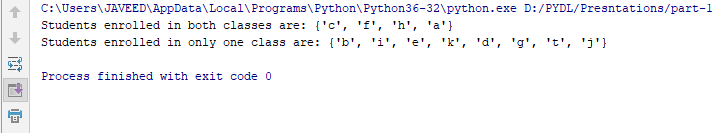 C:\Users\JAVEED\AppData\Local\Programs\Python\Python36-32\python.exe D:/PYDL/Presntations/part-1
Students enrolled in both classes are: {'c', 'f', 'h', 'a'}
Students enrolled in only one class are: {'b', 'i', 'e', 'k', 'd', 'g', 't', 'j'}
Process finished with exit code 0